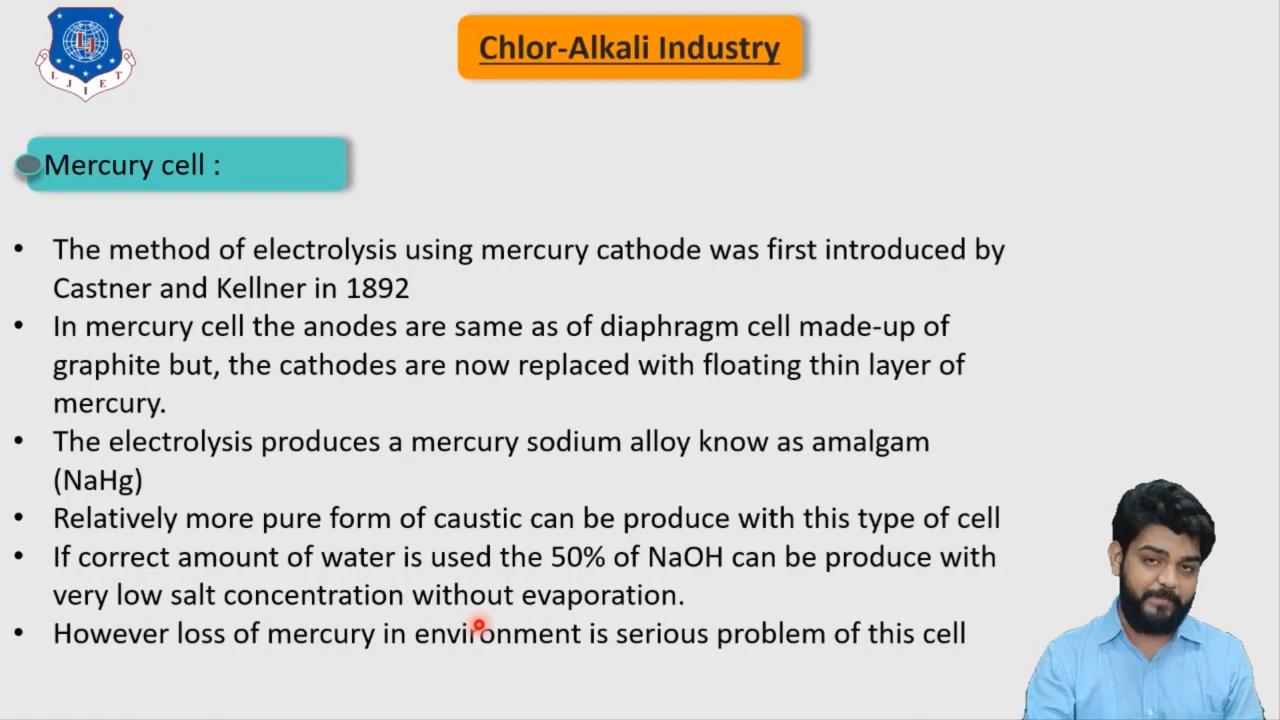 LJIET
Chlor-Alkali Industry
Mercury cell :
• The method of electrolysis using mercury cathode was first introduced by
Castner and Kellner in 1892
• In mercury cell the anodes are same as of diaphragm cell made-up of
graphite but, the cathodes are now replaced with floating thin layer of
mercury.
• The electrolysis produces a mercury sodium alloy know as amalgam
(NaHg)
• Relatively more pure form of caustic can be produce with this type of cell
• If correct amount of water is used the 50% of NaOH can be produce with
very low salt concentration without evaporation.
• However loss of mercury in environment is serious problem of this cell